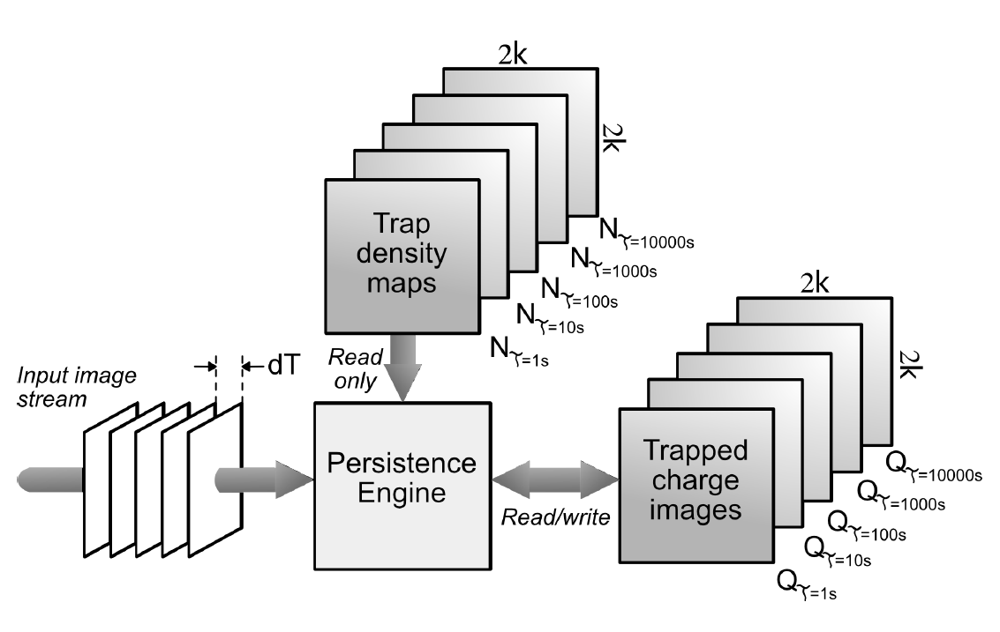 2k
2k
Trap
density
maps
N τ=10000s
N τ=1000s
N τ=100s
N τ=10s
N τ=1s
Read
only
Input image
stream
dT
Persistence
Engine
Read/write
2k
2k
Trapped
charge
images
Q τ=10000s
Q τ=1000s
Q τ=100s
Q τ=10s
Q τ=1s